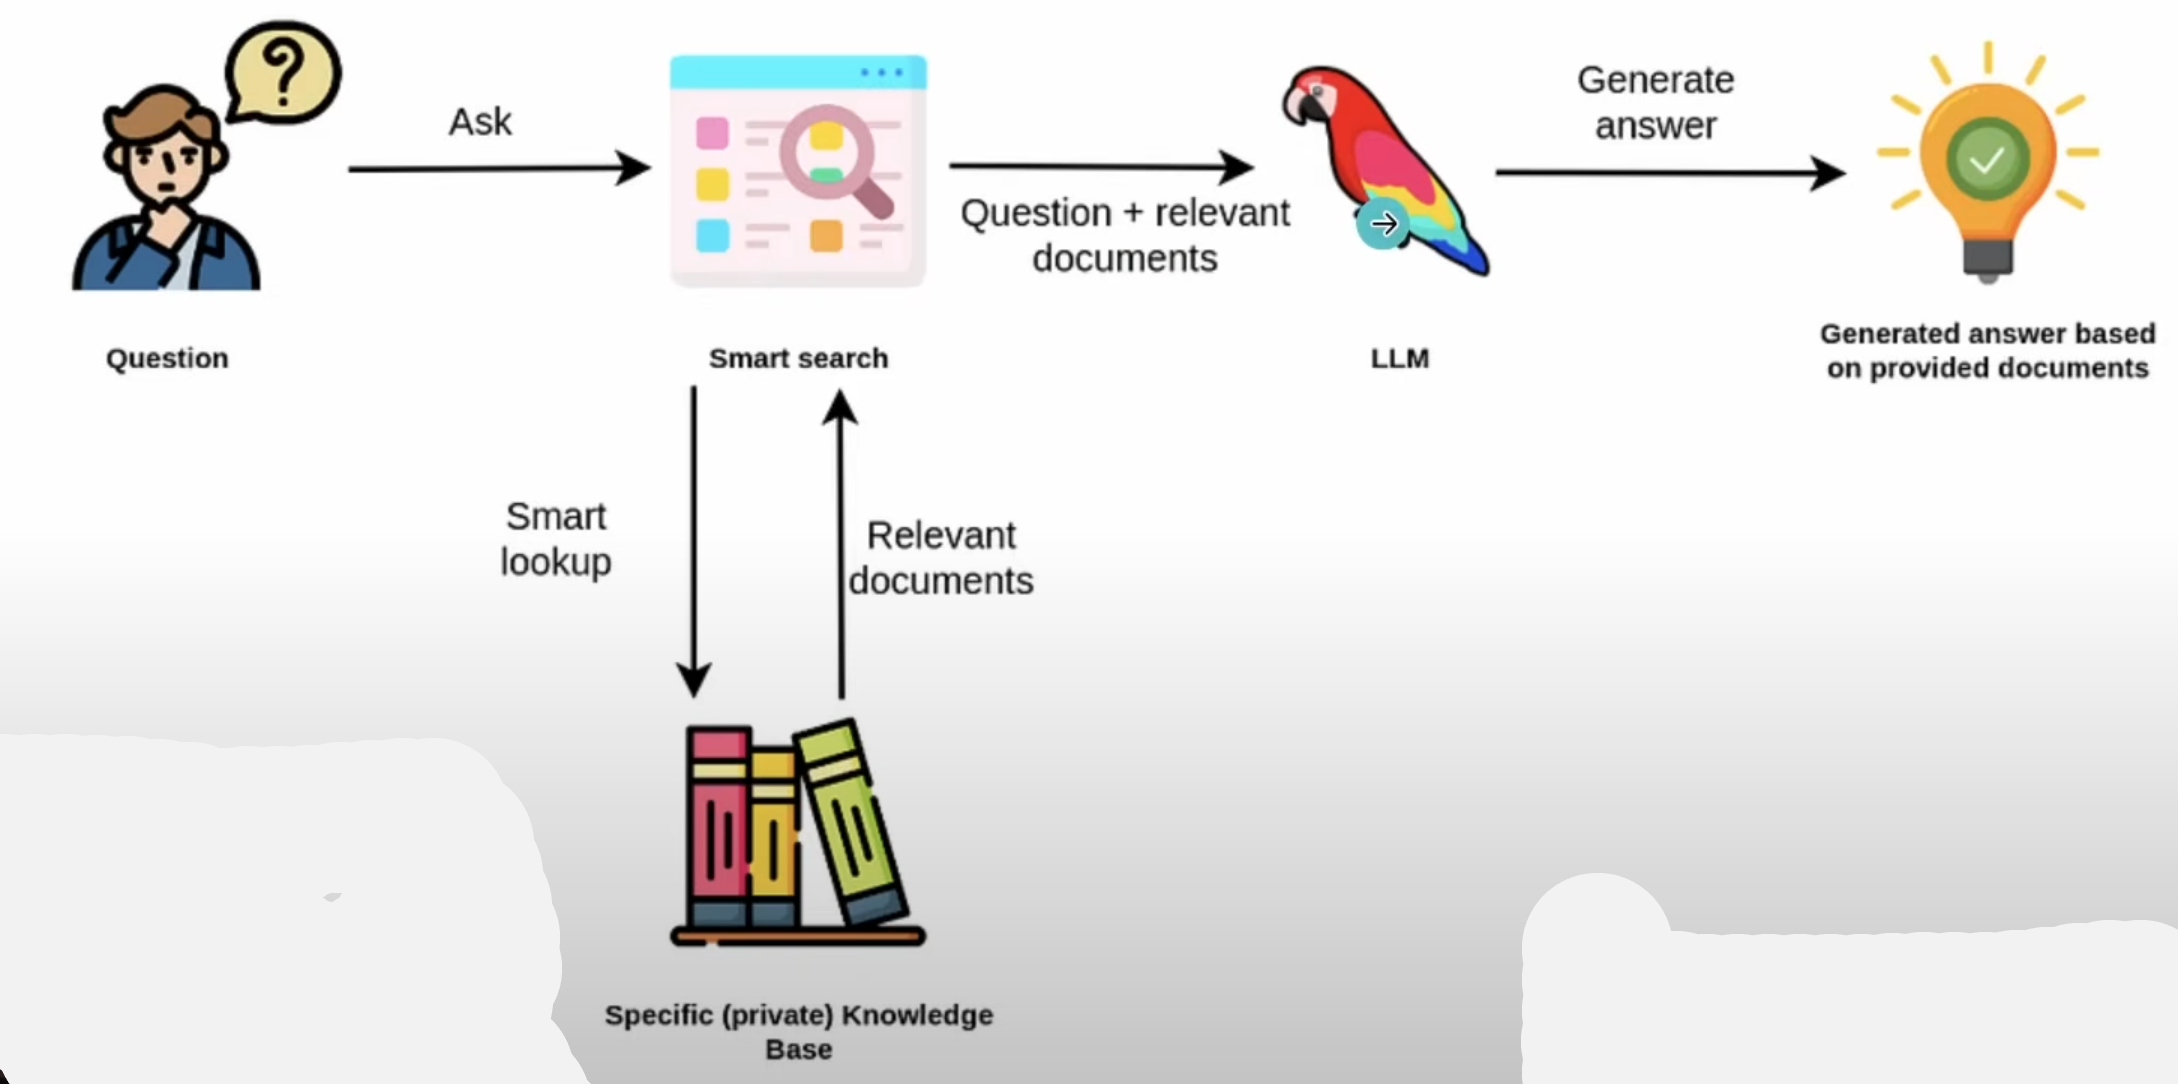 ?
Ask
Question + relevant
documents
Generate
answer
Question
Smart search
LLM
Generated answer based
on provided documents
Smart
lookup
Relevant
documents
Specific (private) Knowledge
Base